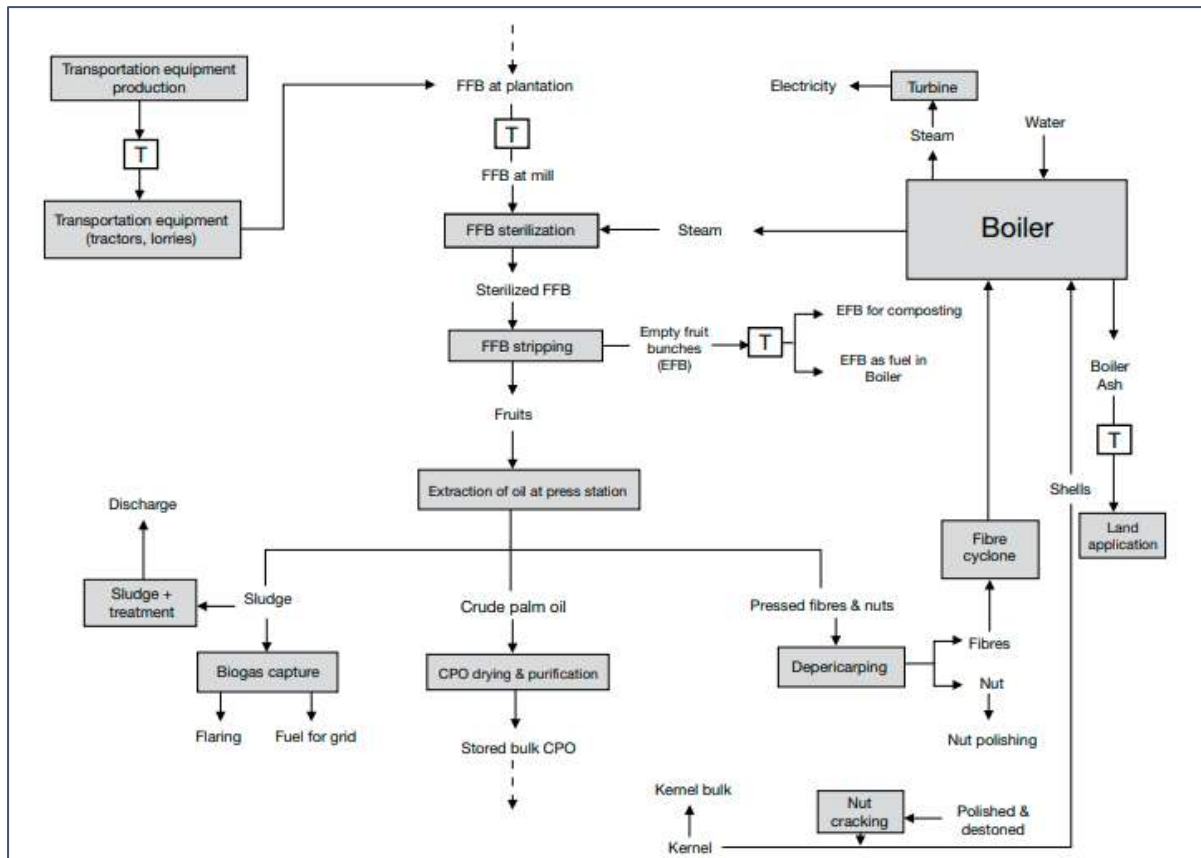 Transportation equipment
production
T
Transportation equipment
(tractors, lorries)
FFB at plantation
T
FFB at mill
FFB sterilization
Steam
Sterilized FFB
FFB stripping
Empty fruit
bunches
(EFB)
T
EFB for composting
EFB as fuel in
Boiler
Fruits
Extraction of oil at press station
Electricity
Turbine
Steam
Water
Boiler
Boiler
Ash
T
Land
application
Shells
Fibre
cyclone
Discharge
Sludge +
treatment
Sludge
Biogas capture
Flaring
Fuel for grid
Crude palm oil
CPO drying & purification
Stored bulk CPO
Pressed fibres & nuts
Depericarping
Fibres
Nut
Nut polishing
Kernel bulk
Kernel
Nut
cracking
Polished &
destoned